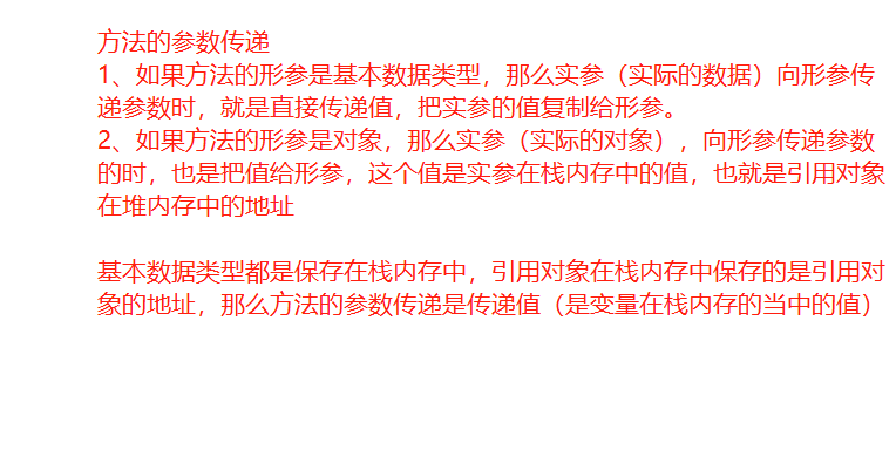 方法的参数传递
1、如果方法的形参是基本数据类型，那么实参（实际的数据）向形参传
递参数时，就是直接传递值，把实参的值复制给形参。
2、如果方法的形参是对象，那么实参（实际的对象），向形参传递参数
的时，也是把值给形参，这个值是实参在栈内存中的值，也就是引用对象
在堆内存中的地址
基本数据类型都是保存在栈内存中，引用对象在栈内存中保存的是引用对
象的地址，那么方法的参数传递是传递值（是变量在栈内存的当中的值）